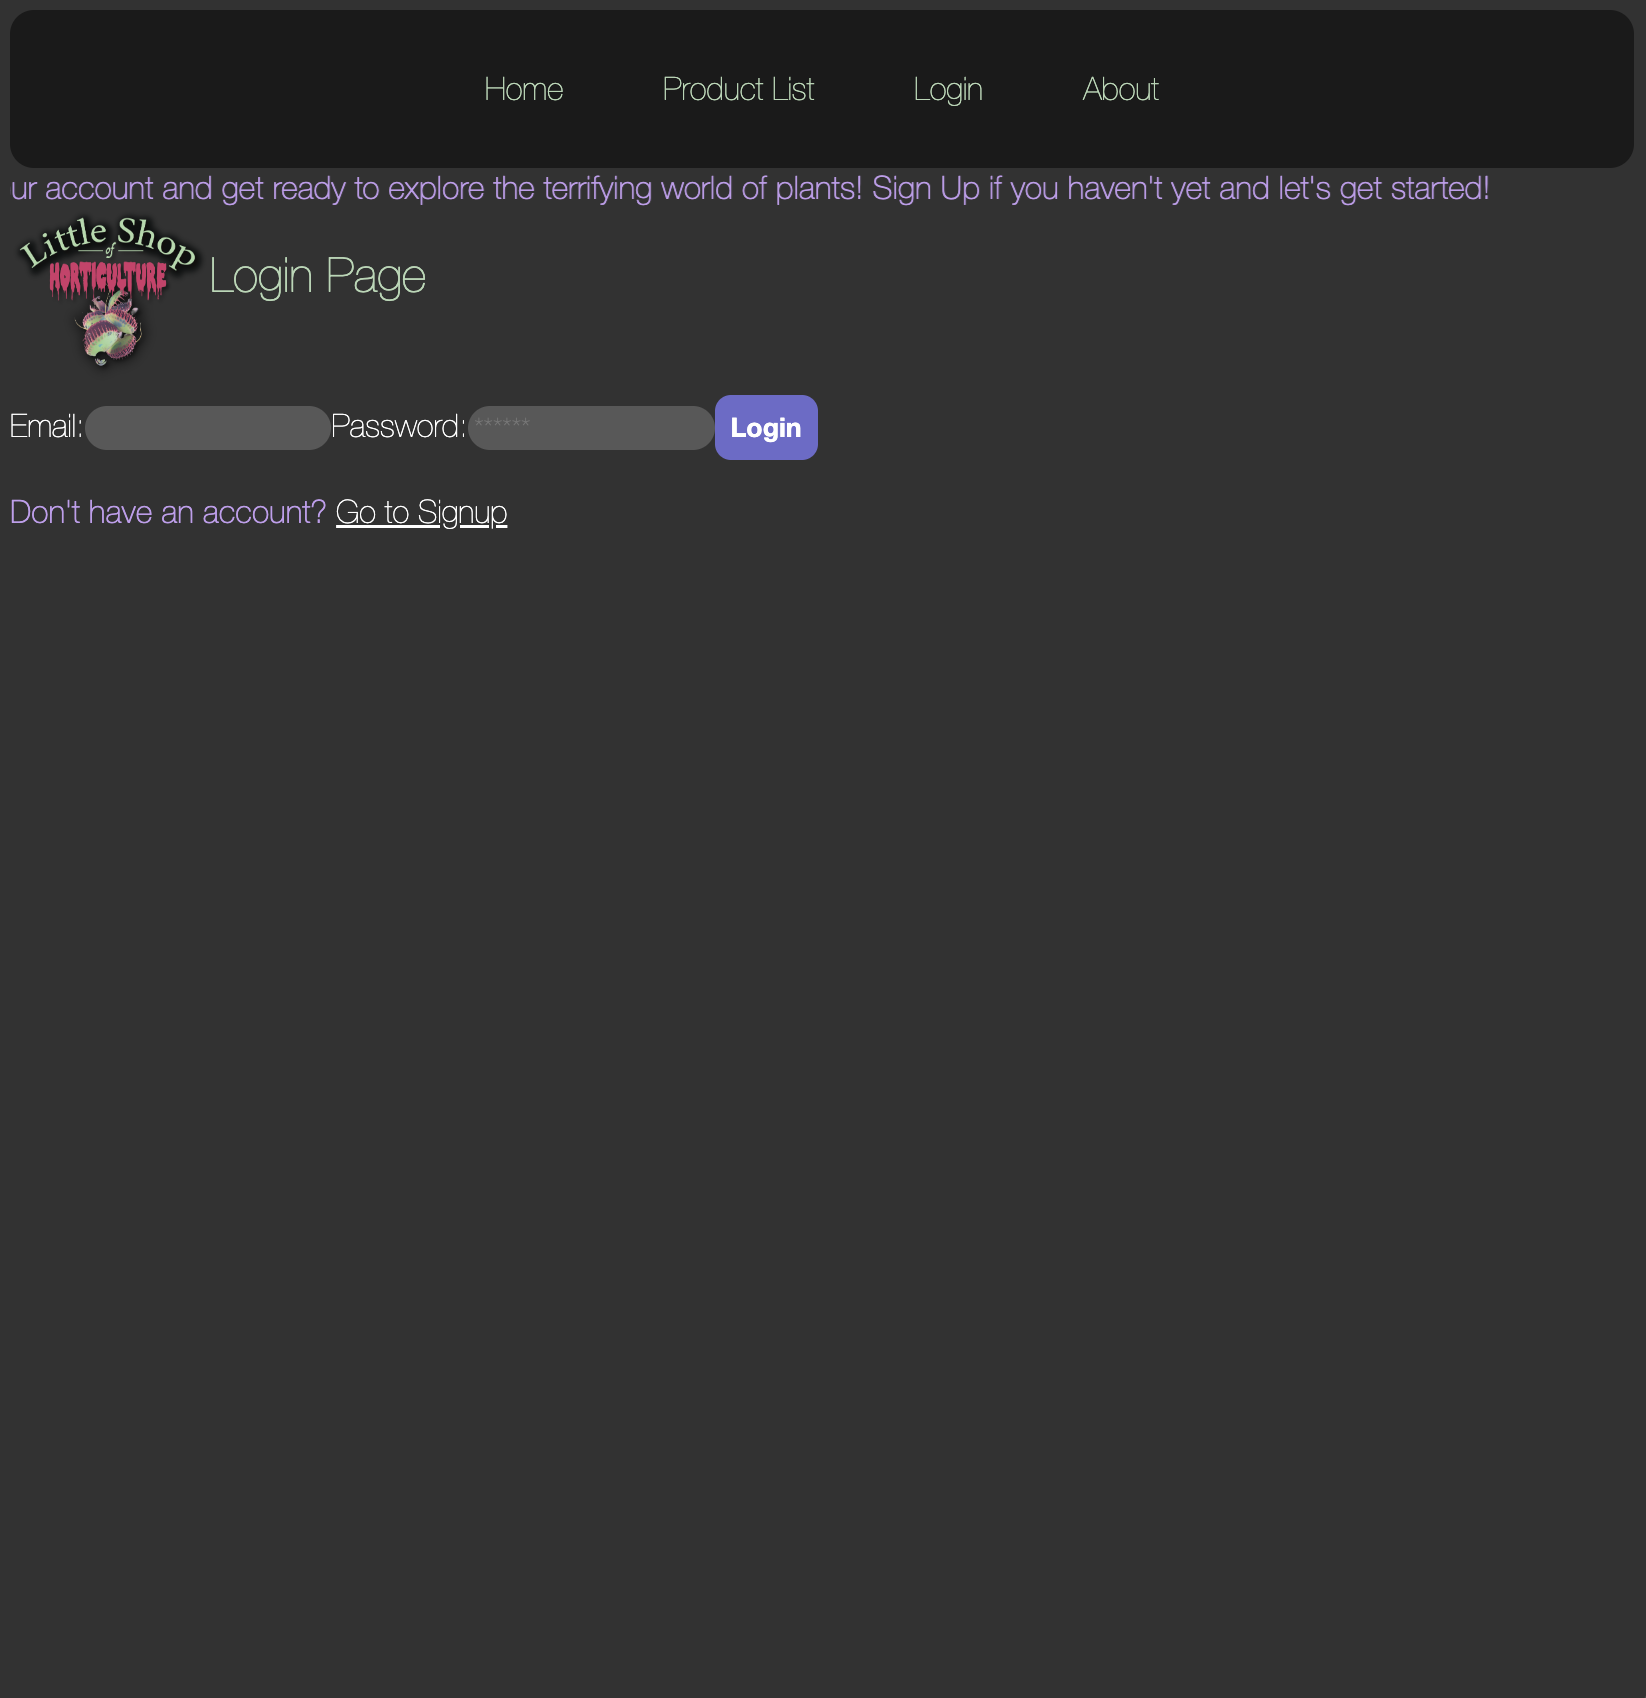 Home Product List Login About
ur account and get ready to explore the terrifying world of plants! Sign Up if you haven't yet and let's get started!
Little Shop
of
HORTICULTURE
Login Page
Email: Password: ****** Login
Don't have an account? Go to Signup